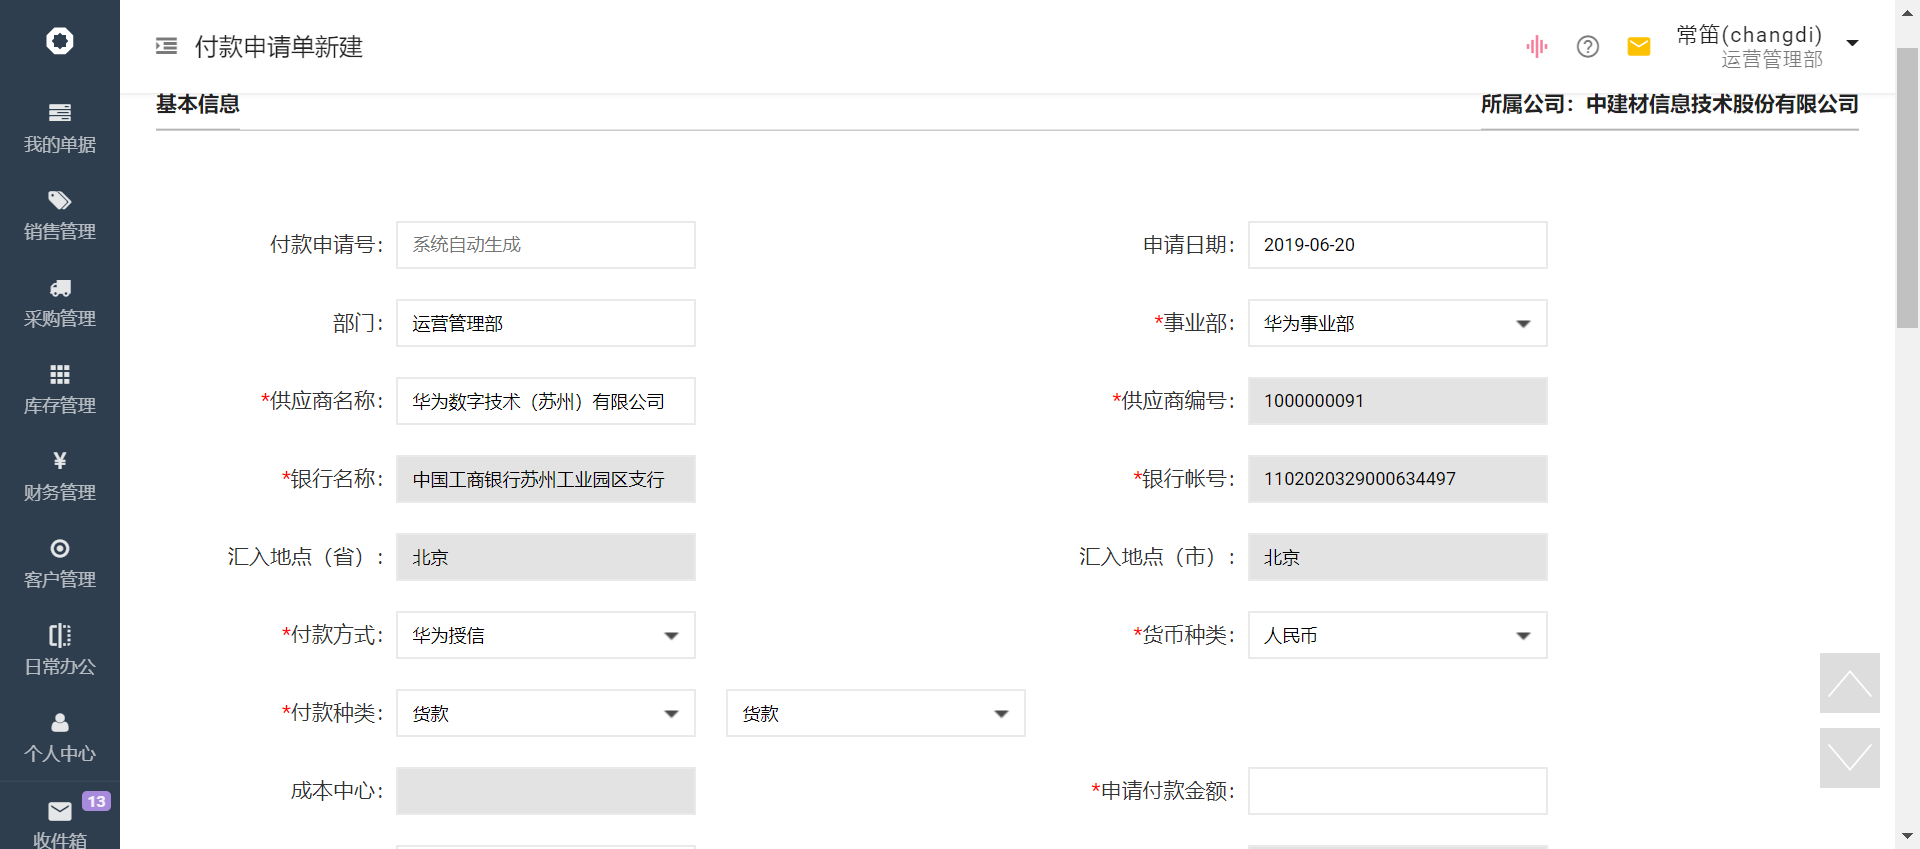 付款申请单新建
常笛(changdi)
运营管理部
我的单据
销售管理
采购管理
库存管理
¥
财务管理
客户管理
日常办公
个人中心
13
收件箱
基本信息
所属公司：中建材信息技术股份有限公司
付款申请号： 系统自动生成
申请日期： 2019-06-20
部门： 运营管理部
*事业部： 华为事业部
*供应商名称： 华为数字技术（苏州）有限公司
*供应商编号： 1000000091
*银行名称： 中国工商银行苏州工业园区支行
*银行帐号： 1102020329000634497
汇入地点（省）： 北京
汇入地点（市）： 北京
*付款方式： 华为授信
*货币种类： 人民币
*付款种类： 货款 货款
成本中心：
*申请付款金额：